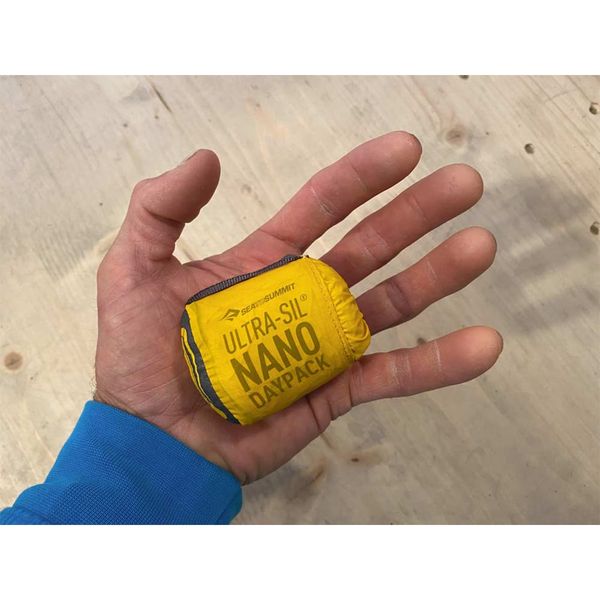 SEA TO SUMMIT
ULTRA-SIL®
NANO
DAYPACK